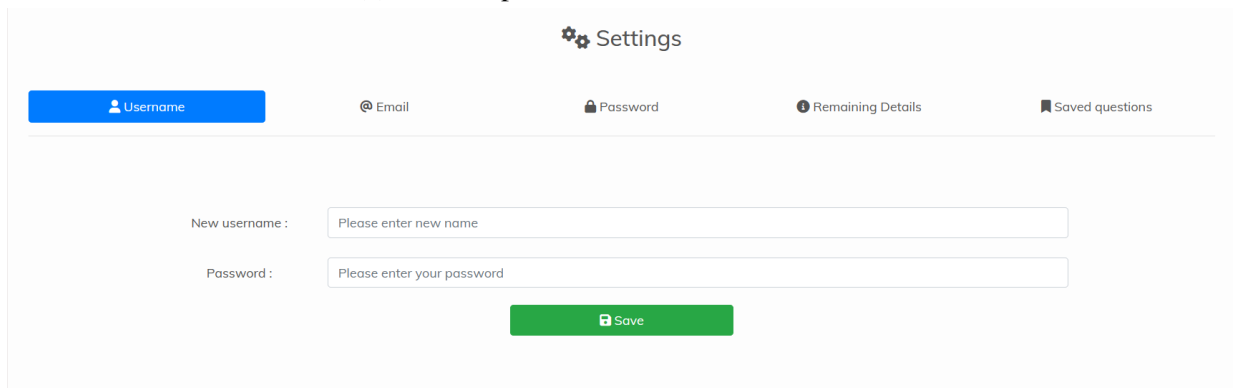 Settings
Username
@ Email
Password
Remaining Details
Saved questions
New username :
Please enter new name
Password :
Please enter your password
Save